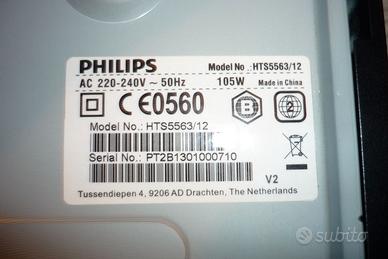 PHILIPS Model No.: HTS5563/12
AC 220-240V ~ 50Hz 105W Made in China
CE0560 B 2
Model No.: HTS5563/12
Serial No.: PT2B1301000710
V2
Tussendiepen 4, 9206 AD Drachten, The Netherlands
subito